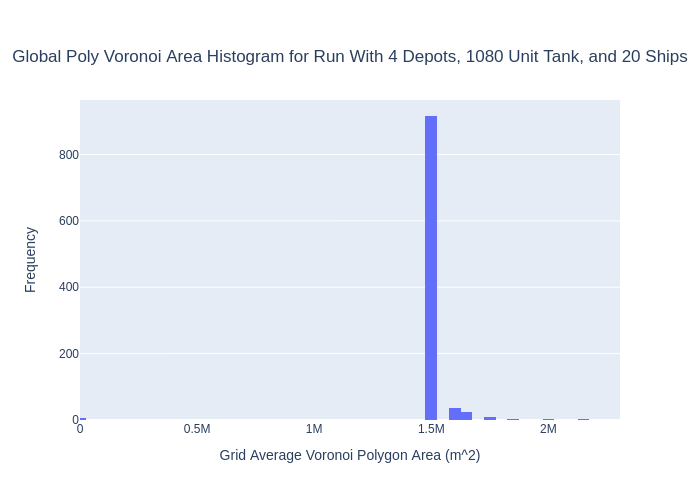 Global Poly Voronoi Area Histogram for Run With 4 Depots, 1080 Unit Tank, and 20 Ships
800
600
400
200
0
0 0.5M 1M 1.5M 2M
Frequency
Grid Average Voronoi Polygon Area (m^2)